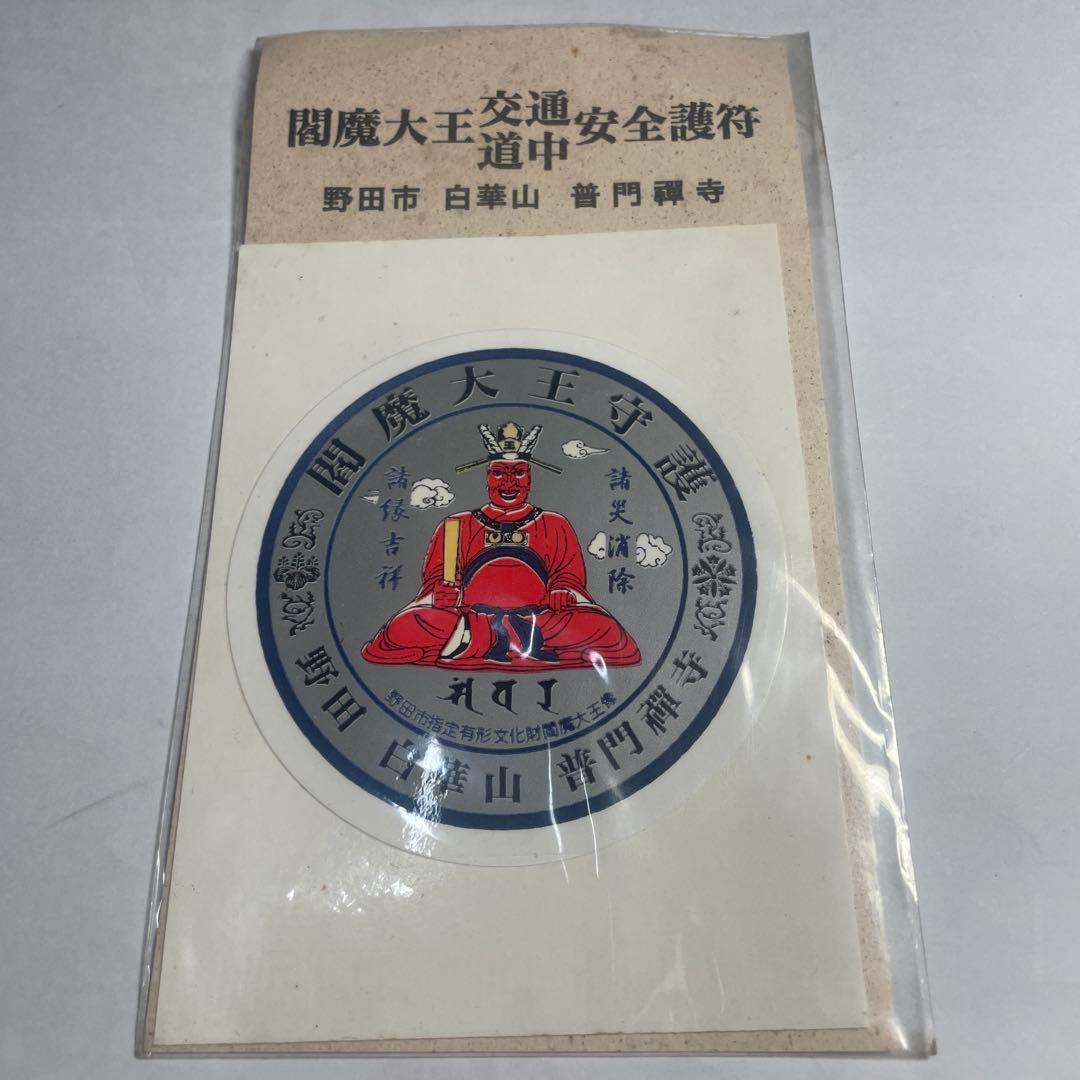 閻魔大王交通道中安全護符
野田市 白華山 普門禪寺
閻魔大王守護
諸縁吉祥
諸災消除
王
野田市指定有形文化財閻魔大王像
野田 白華山 普門禪寺